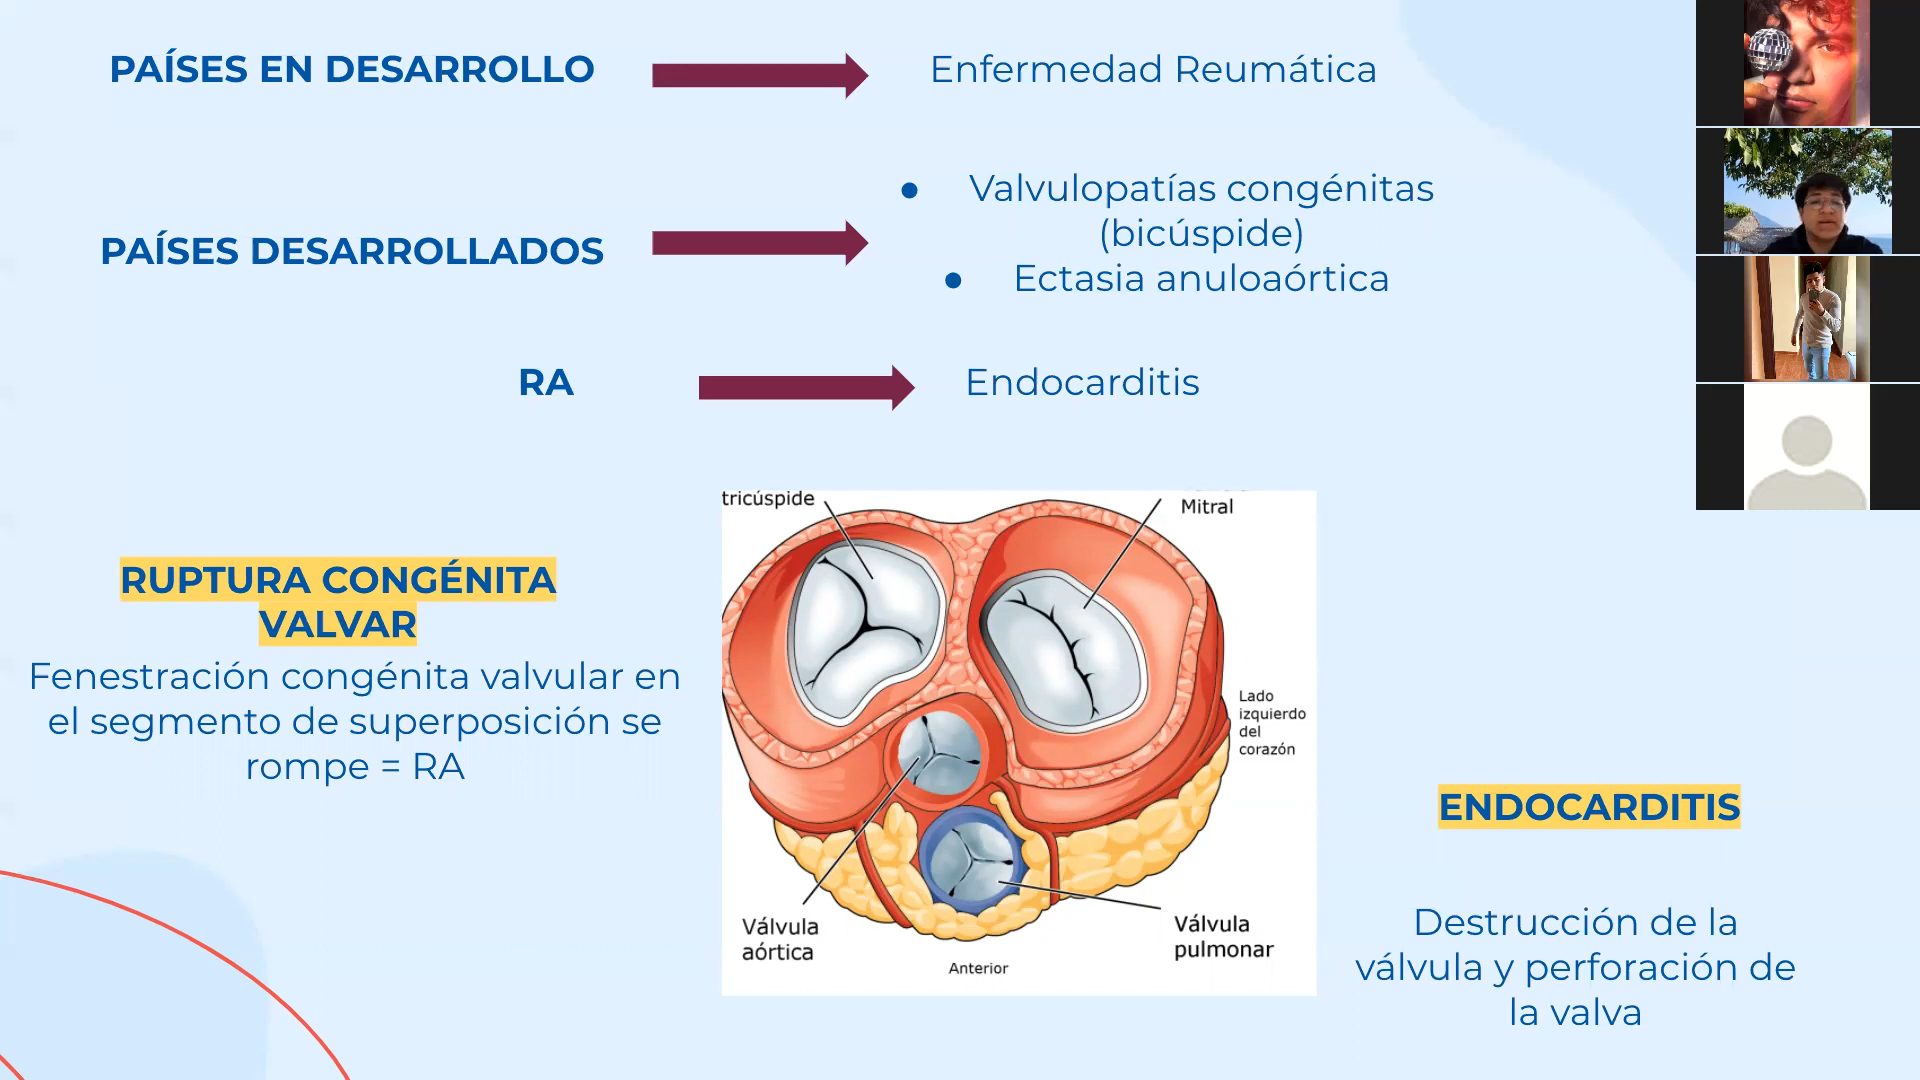 PAÍSES EN DESARROLLO
Enfermedad Reumática
PAÍSES DESARROLLADOS
● Valvulopatías congénitas
(bicúspide)
● Ectasia anuloaórtica
RA
Endocarditis
RUPTURA CONGÉNITA
VALVAR
Fenestración congénita valvular en
el segmento de superposición se
rompe = RA
tricúspide
Mitral
Lado
izquierdo
del
corazón
Válvula
aórtica
Anterior
Válvula
pulmonar
ENDOCARDITIS
Destrucción de la
válvula y perforación de
la valva